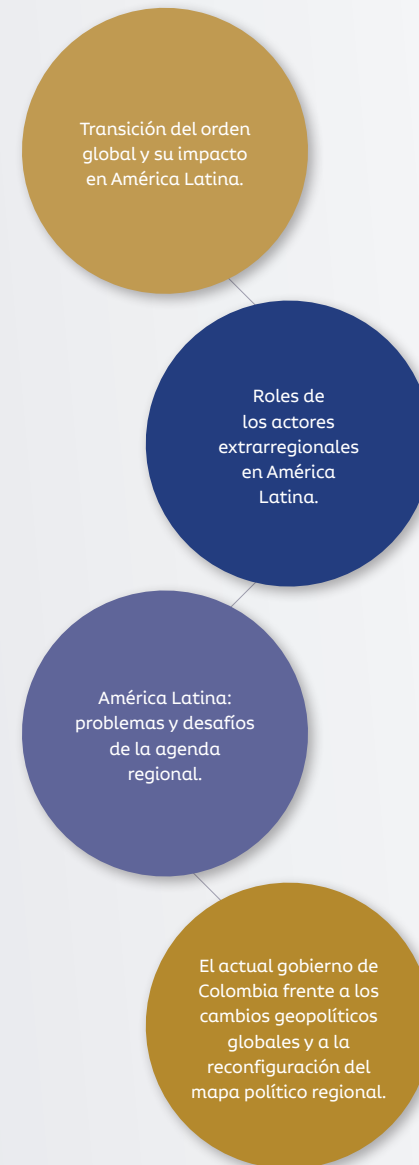 Transición del orden
global y su impacto
en América Latina.
Roles de
los actores
extrarregionales
en América
Latina.
América Latina:
problemas y desafíos
de la agenda
regional.
El actual gobierno de
Colombia frente a los
cambios geopolíticos
globales y a la
reconfiguración del
mapa político regional.